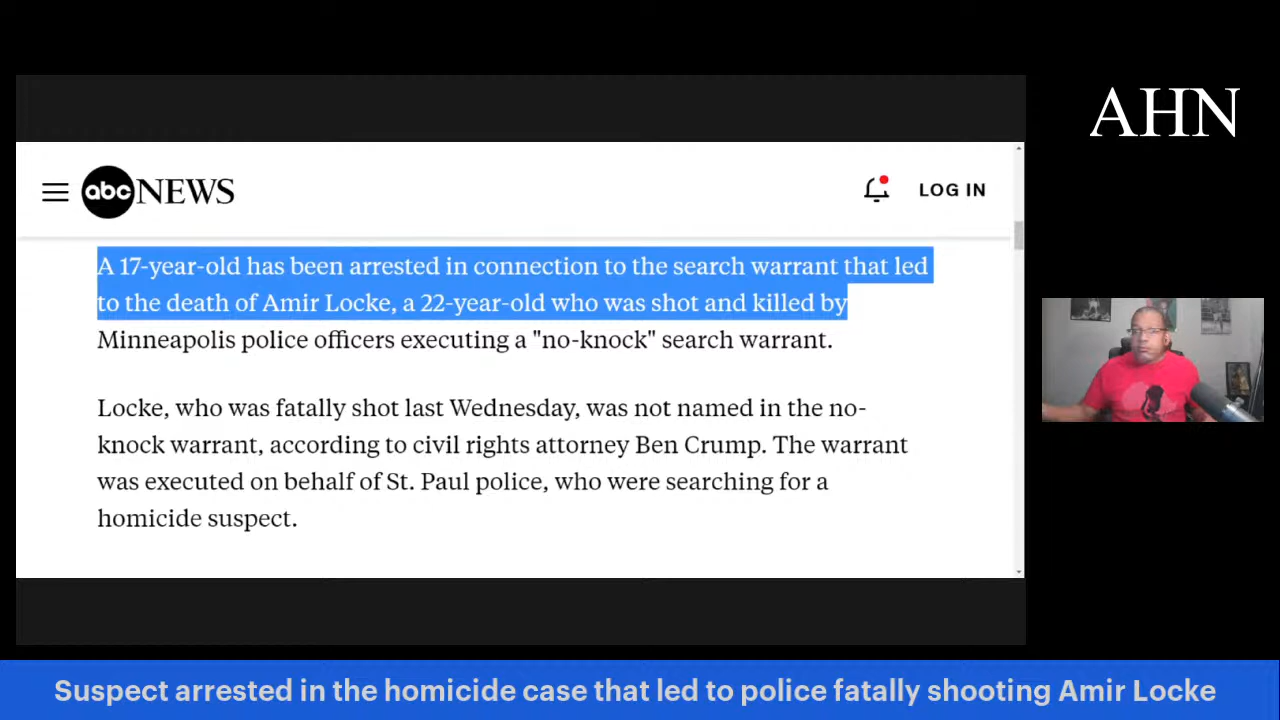 AHN
abc NEWS
LOG IN
A 17-year-old has been arrested in connection to the search warrant that led
to the death of Amir Locke, a 22-year-old who was shot and killed by
Minneapolis police officers executing a "no-knock" search warrant.
Locke, who was fatally shot last Wednesday, was not named in the no-
knock warrant, according to civil rights attorney Ben Crump. The warrant
was executed on behalf of St. Paul police, who were searching for a
homicide suspect.
Suspect arrested in the homicide case that led to police fatally shooting Amir Locke